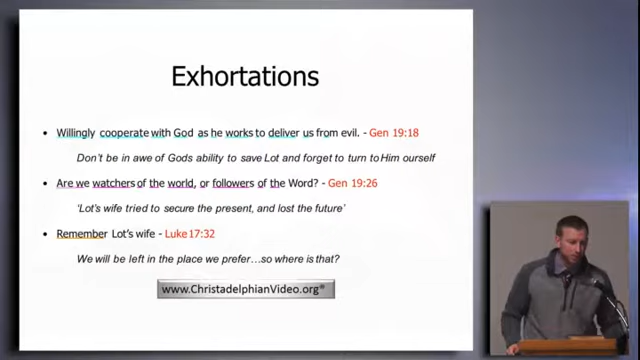 Exhortations
• Willingly cooperate with God as he works to deliver us from evil. - Gen 19:18
Don't be in awe of Gods ability to save Lot and forget to turn to Him ourself
• Are we watchers of the world, or followers of the Word? - Gen 19:26
'Lot's wife tried to secure the present, and lost the future'
• Remember Lot's wife - Luke 17:32
We will be left in the place we prefer...so where is that?
www.ChristadelphianVideo.org®